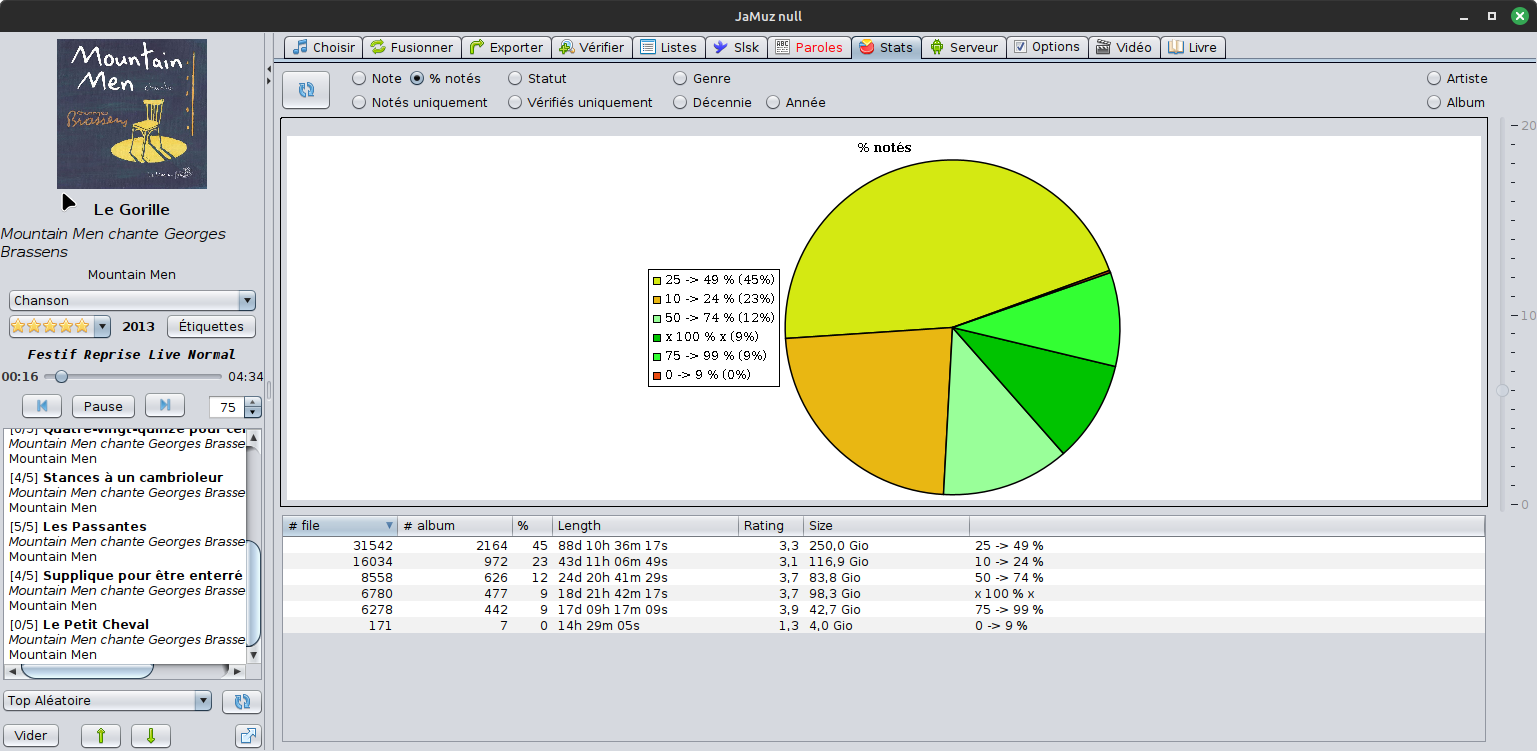 JaMuz null
Mountain
Men
chante
Georges
Brassens
Le Gorille
Mountain Men chante Georges
Brassens
Mountain Men
Chanson
2013
Étiquettes
Festif Reprise Live Normal
00:16
04:34
Pause
75
[0/5] Quatre-vingt-quinze pour cer
Mountain Men chante Georges Brasse
Mountain Men
[4/5] Stances à un cambrioleur
Mountain Men chante Georges Brasse
Mountain Men
[5/5] Les Passantes
Mountain Men chante Georges Brasse
Mountain Men
[4/5] Supplique pour être enterré
Mountain Men chante Georges Brasse
Mountain Men
[0/5] Le Petit Cheval
Mountain Men chante Georges Brasse
Mountain Men
Top Aléatoire
Vider
Choisir Fusionner Exporter Vérifier Listes Slsk Paroles Stats Serveur Options Vidéo Livre
Note % notés Statut Genre Artiste
Notés uniquement Vérifiés uniquement Décennie Année Album
20
10
0
% notés
25 -> 49 % (45%)
10 -> 24 % (23%)
50 -> 74 % (12%)
x 100 % x (9%)
75 -> 99 % (9%)
0 -> 9 % (0%)
# file # album % Length Rating Size
31542 2164 45 88d 10h 36m 17s 3,3 250,0 Gio 25 -> 49 %
16034 972 23 43d 11h 06m 49s 3,1 116,9 Gio 10 -> 24 %
8558 626 12 24d 20h 41m 29s 3,7 83,8 Gio 50 -> 74 %
6780 477 9 18d 21h 42m 17s 3,7 98,3 Gio x 100 % x
6278 442 9 17d 09h 17m 09s 3,9 42,7 Gio 75 -> 99 %
171 7 0 14h 29m 05s 1,3 4,0 Gio 0 -> 9 %